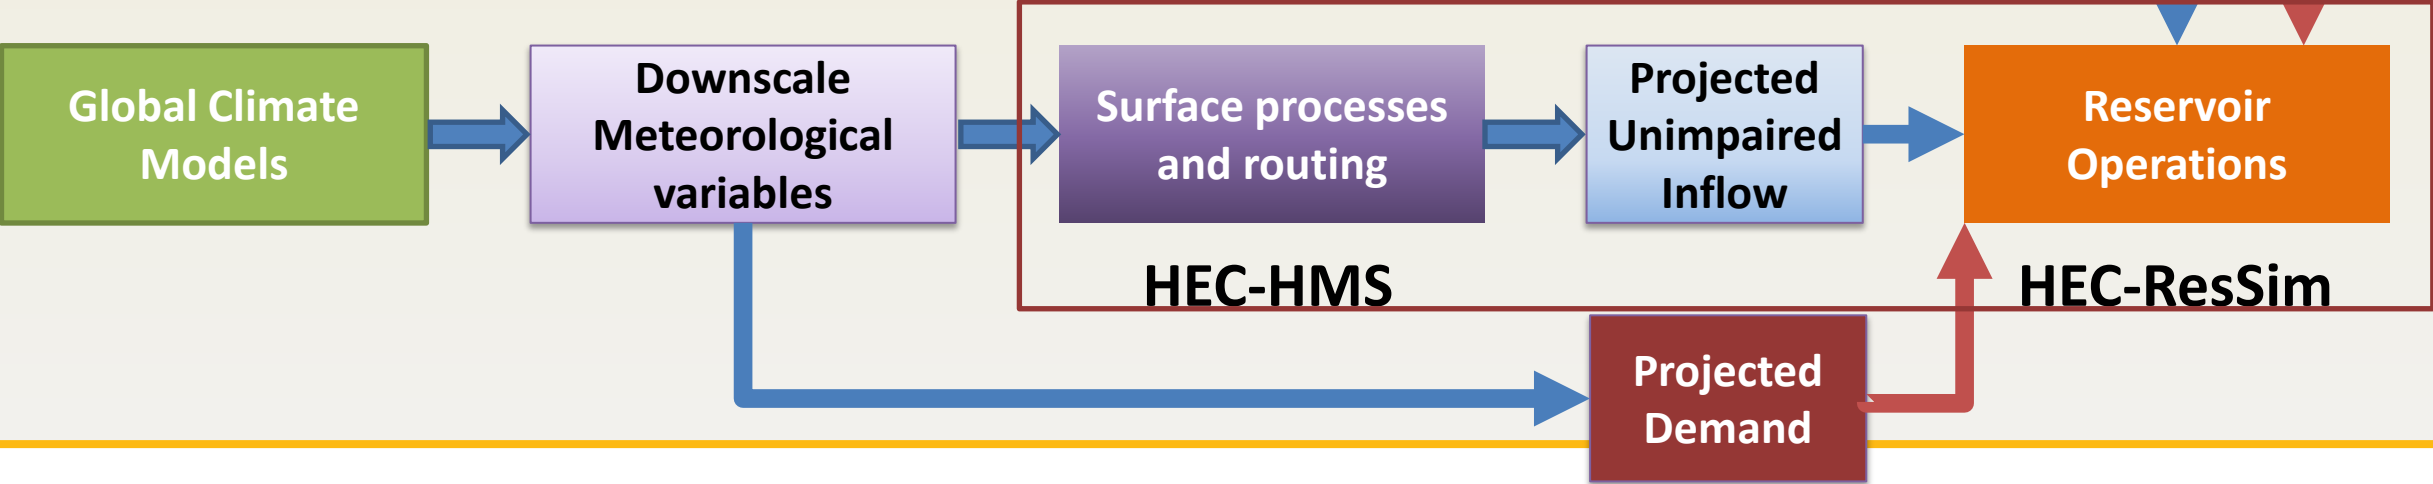 Global Climate
Models
Downscale
Meteorological
variables
Surface processes
and routing
Projected
Unimpaired
Inflow
Reservoir
Operations
HEC-HMS
HEC-ResSim
Projected
Demand